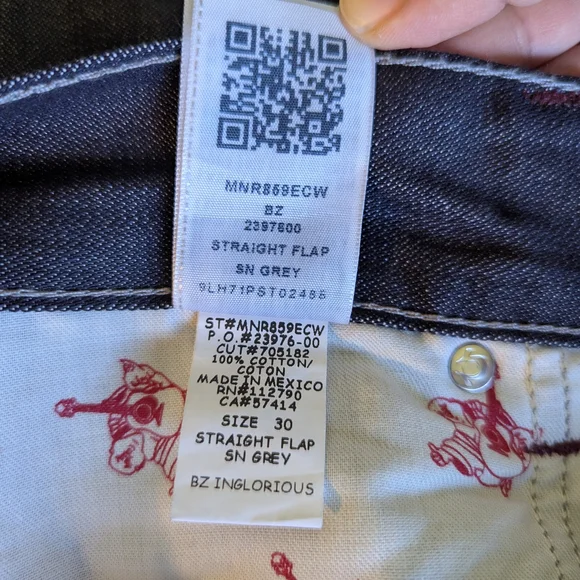 MNR859ECW
BZ
2397600
STRAIGHT FLAP
SN GREY
9LH71PST02485
ST#MNR859ECW
P.O.#23976-00
CUT#705182
100% COTTON/
COTON
MADE IN MEXICO
RN#112790
CA#57414
SIZE 30
STRAIGHT FLAP
SN GREY
BZ INGLORIOUS